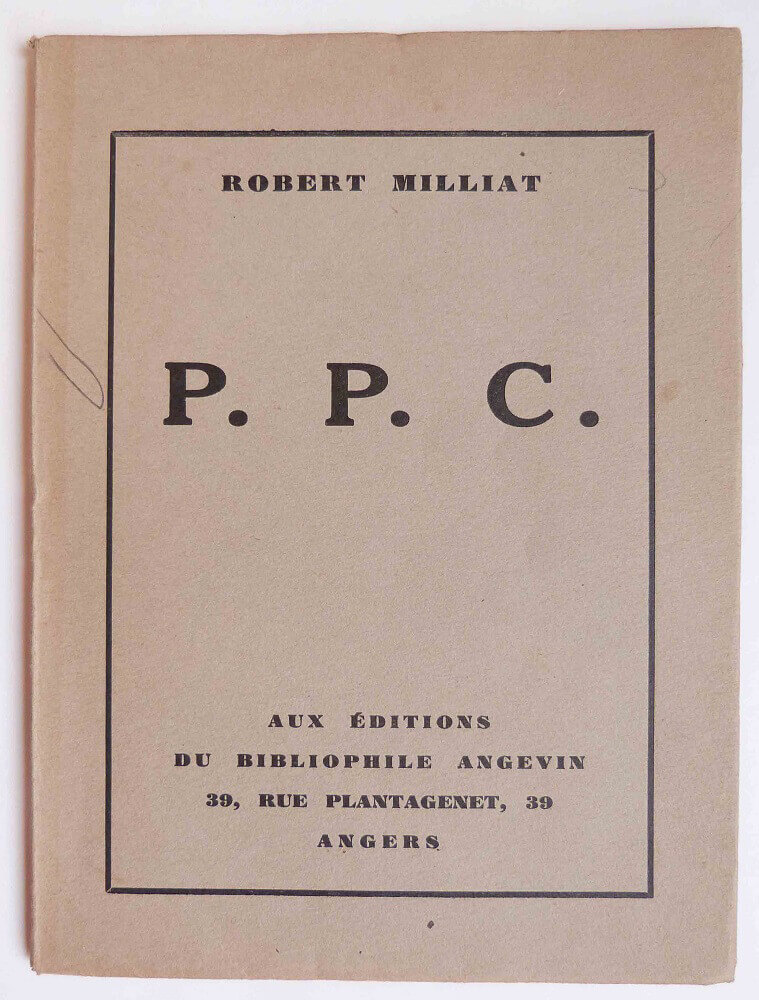 ROBERT MILLIAT
P. P. C.
AUX ÉDITIONS
DU BIBLIOPHILE ANGEVIN
39, RUE PLANTAGENET, 39
ANGERS